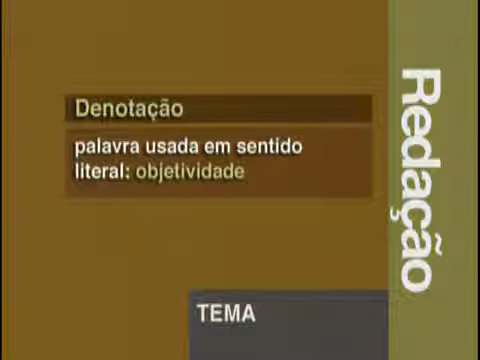 Denotação
palavra usada em sentido
literal: objetividade
Redação
TEMA